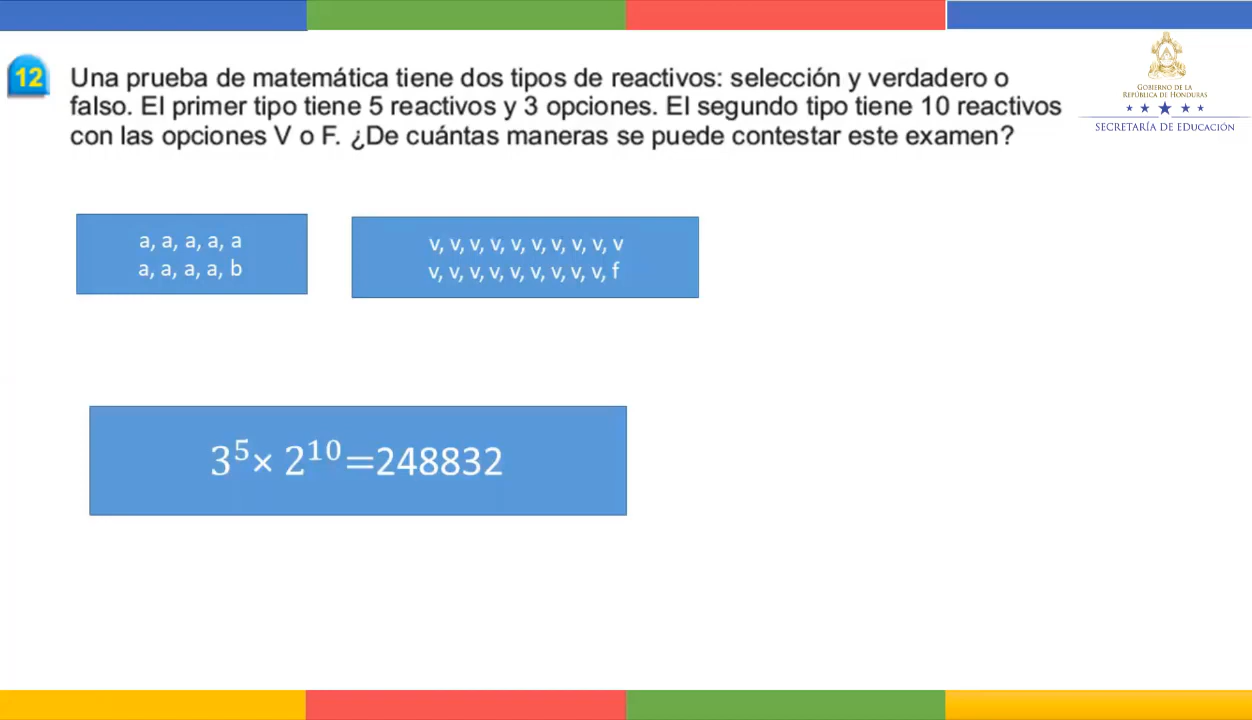 12
Una prueba de matemática tiene dos tipos de reactivos: selección y verdadero o
falso. El primer tipo tiene 5 reactivos y 3 opciones. El segundo tipo tiene 10 reactivos
con las opciones V o F. ¿De cuántas maneras se puede contestar este examen?
GOBIERNO DE LA
REPÚBLICA DE HONDURAS
SECRETARÍA DE EDUCACIÓN
a, a, a, a, a
a, a, a, a, b
v, v, v, v, v, v, v, v, v, v
v, v, v, v, v, v, v, v, v, f
3⁵× 2¹⁰=248832